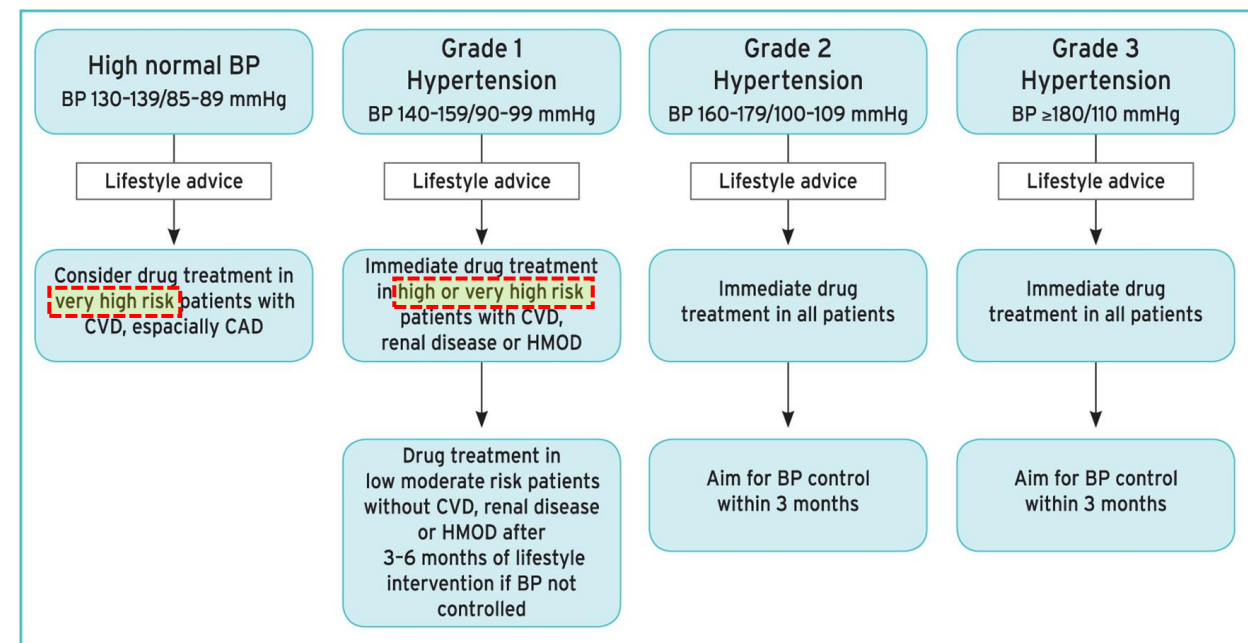 High normal BP
BP 130-139/85-89 mmHg
Lifestyle advice
Consider drug treatment in
very high risk patients with
CVD, espacially CAD
Grade 1
Hypertension
BP 140-159/90-99 mmHg
Lifestyle advice
Immediate drug treatment
in high or very high risk
patients with CVD,
renal disease or HMOD
Drug treatment in
low moderate risk patients
without CVD, renal disease
or HMOD after
3-6 months of lifestyle
intervention if BP not
controlled
Grade 2
Hypertension
BP 160-179/100-109 mmHg
Lifestyle advice
Immediate drug
treatment in all patients
Aim for BP control
within 3 months
Grade 3
Hypertension
BP ≥180/110 mmHg
Lifestyle advice
Immediate drug
treatment in all patients
Aim for BP control
within 3 months